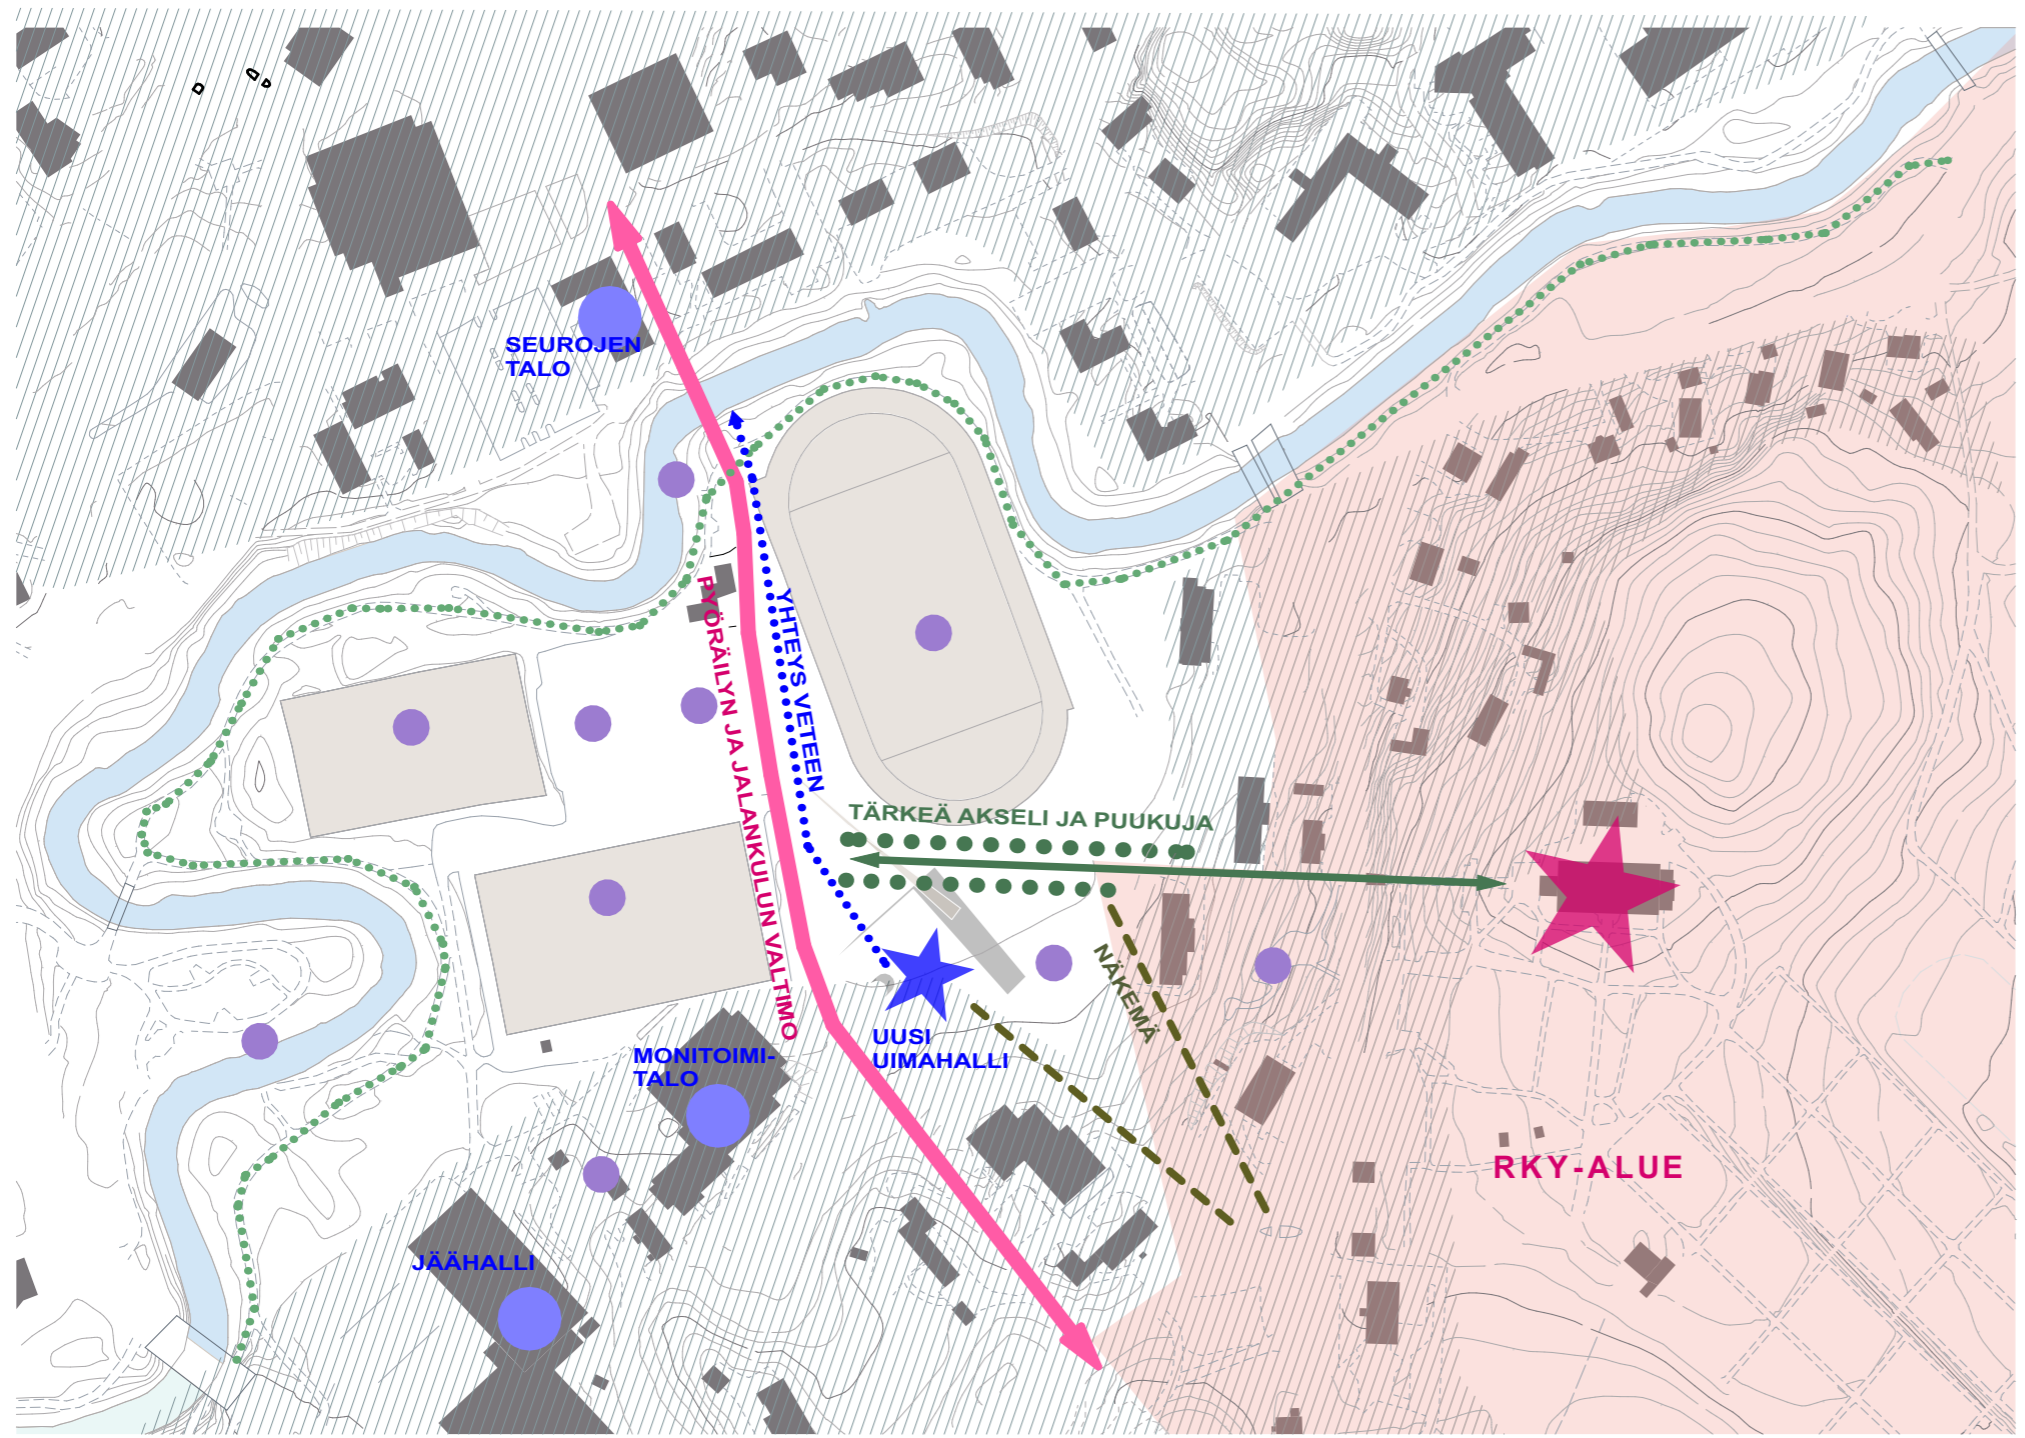 SEUROJEN
TALO
PYÖRÄILYN JA JALANKULUN VALTIMO
YHTEYS VETEEN
TÄRKEÄ AKSELI JA PUUKUJA
NÄKEMÄ
UUSI
UIMAHALLI
MONITOIMI-
TALO
RKY-ALUE
JÄÄHALLI